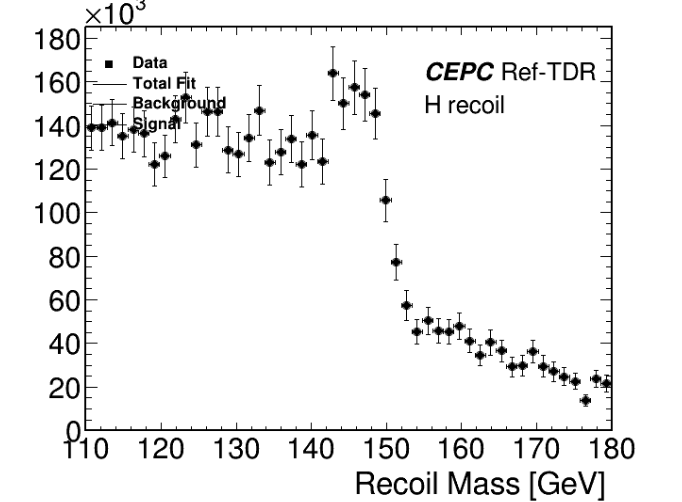 ×10³
180
160
140
120
100
80
60
40
20
0
Data
Total Fit
Background
Signal
CEPC Ref-TDR
H recoil
110 120 130 140 150 160 170 180
Recoil Mass [GeV]